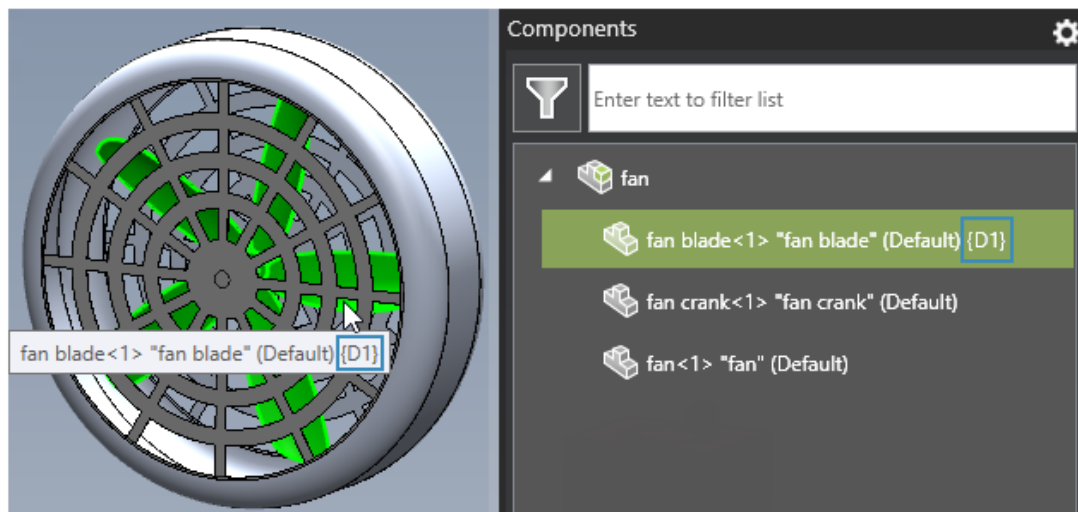 Components
Enter text to filter list
fan
fan blade<1> "fan blade" (Default) {D1}
fan crank<1> "fan crank" (Default)
fan<1> "fan" (Default)
fan blade<1> "fan blade" (Default) {D1}